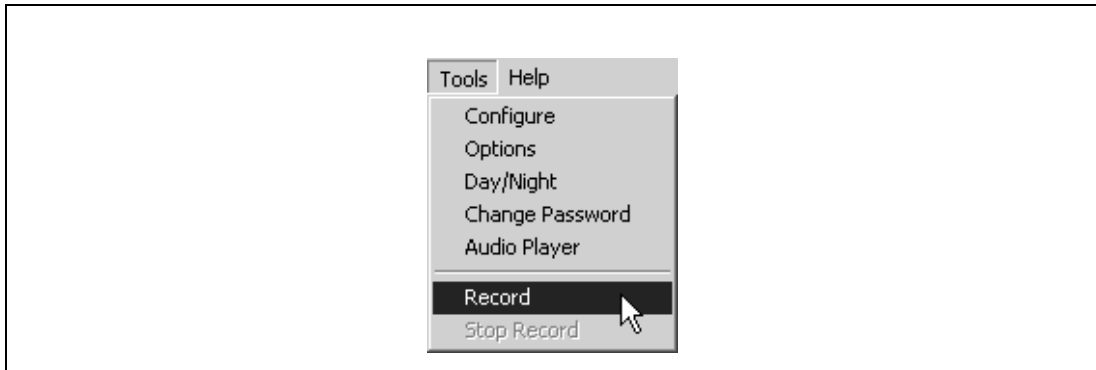 Tools Help
Configure
Options
Day/Night
Change Password
Audio Player
Record
Stop Record